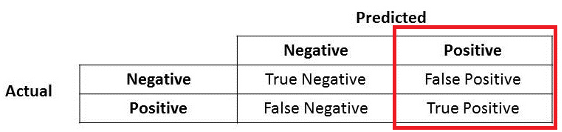 Predicted
Negative Positive
Actual
Negative True Negative False Positive
Positive False Negative True Positive